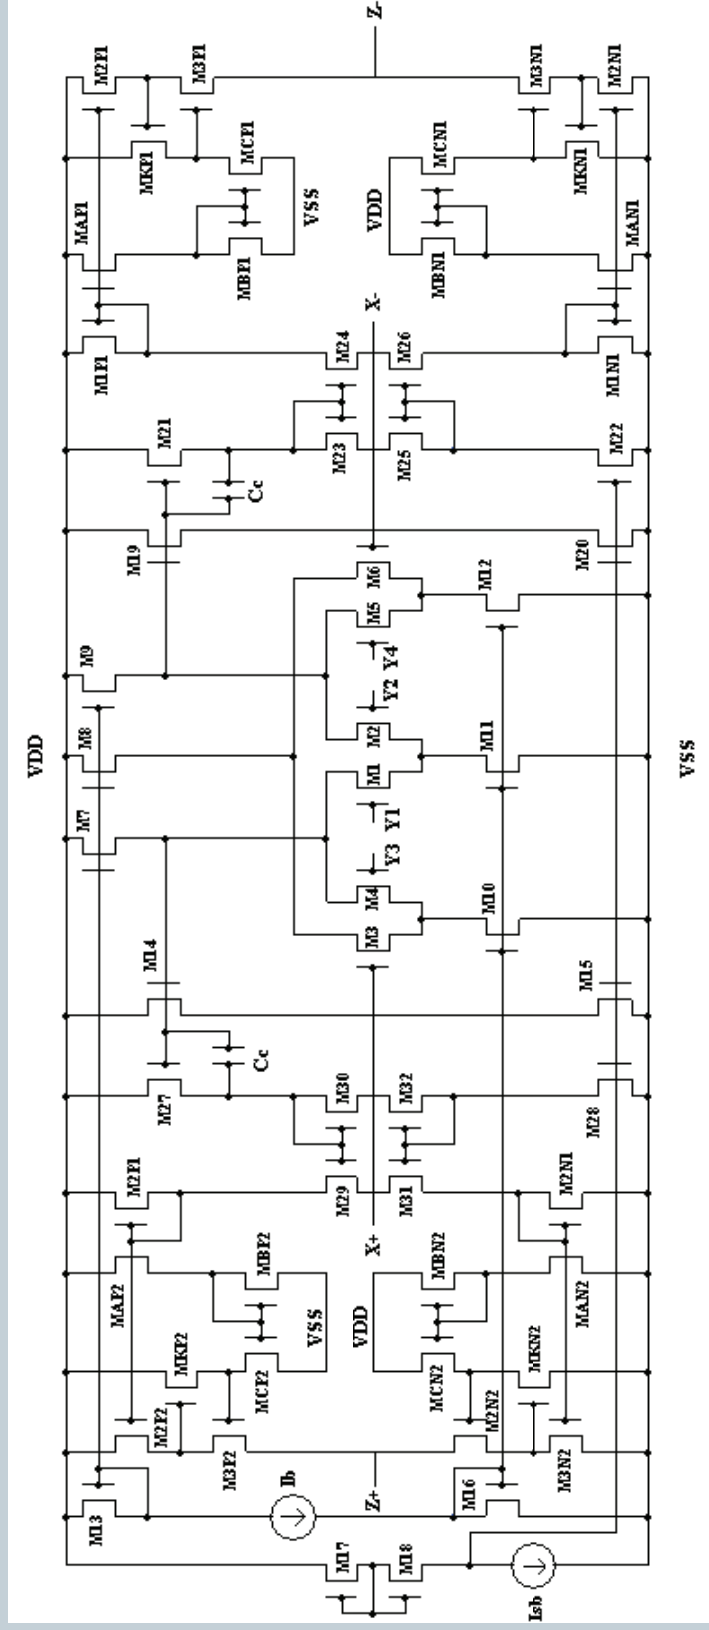 VDD
M13 M7 M8 M9 M1P1 MAP1 M2P1
MAP2 M2P1 M27 M14 M19 M21 MKP1
M2P2 MKP2 M3P1
M3P2 MCP2 MBP2 Cc Cc MBP1 MCP1
Ib
VSS VSS
M17 M29 M30 M23 M24
Z+ VDD X+ M3 M4 M1 M2 M5 M6 X- VDD Z-
Y3 Y1 Y2 Y4
M18 M31 M32 M25 M26
MCN2 MBN2 MBN1 MCN1
M16 M2N2 M10 M11 M12
Isb M3N2 MKN2 M2N1 M3N1
MAN2 M28 M15 M20 MKN1
M22 M1N1 MAN1 M2N1
VSS